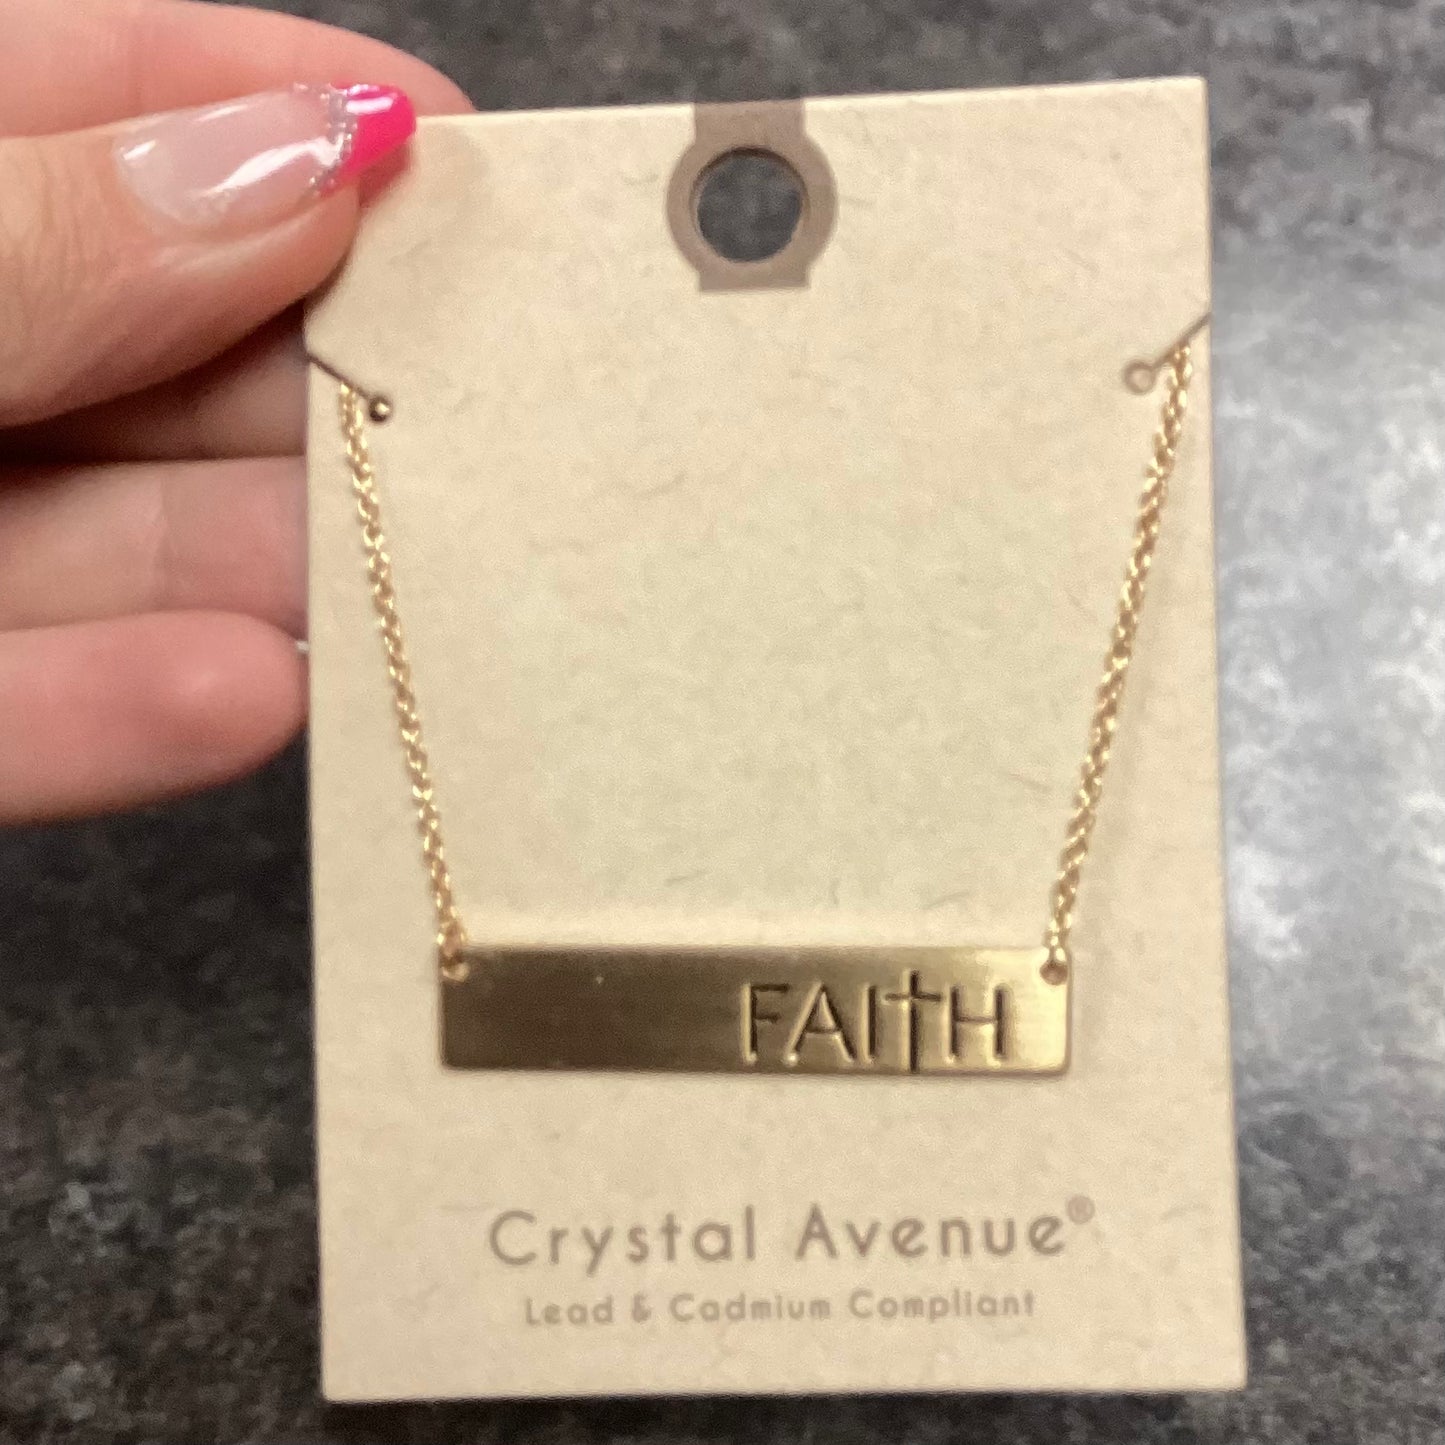 FAITH
Crystal Avenue®
Lead & Cadmium Compliant